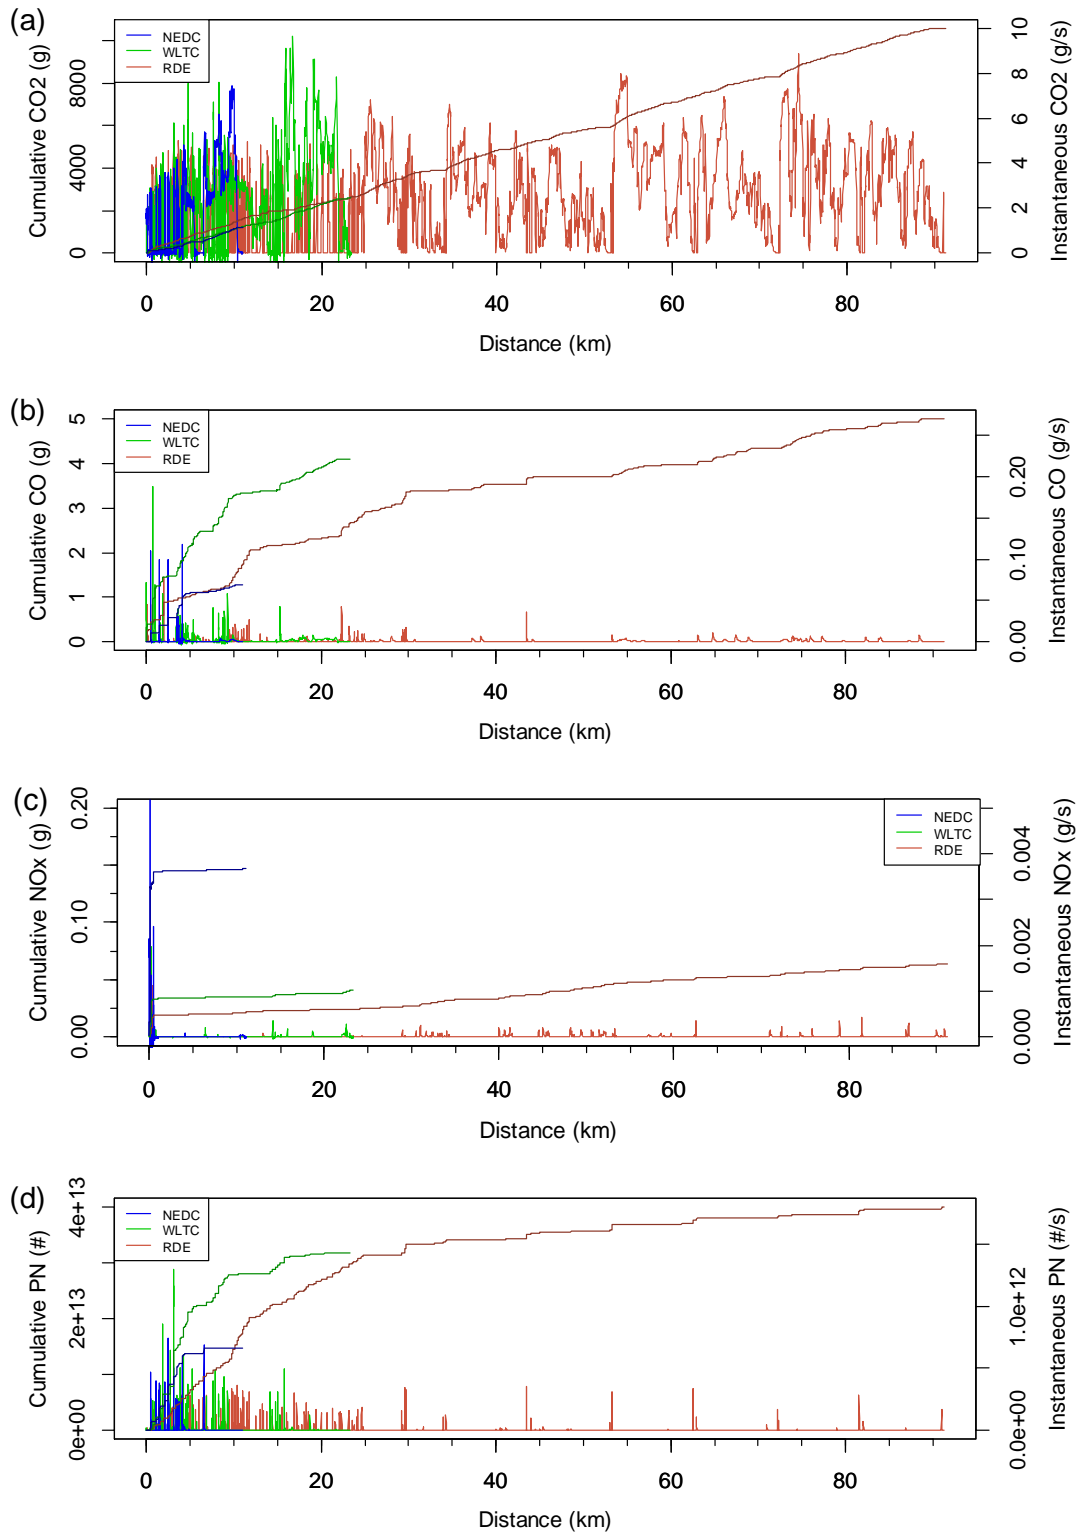 (a)
NEDC
WLTC
RDE
Cumulative CO2 (g)
0 4000 8000
Instantaneous CO2 (g/s)
0 2 4 6 8 10
0 20 40 60 80
Distance (km)
(b)
NEDC
WLTC
RDE
Cumulative CO (g)
0 1 2 3 4 5
Instantaneous CO (g/s)
0.00 0.10 0.20
0 20 40 60 80
Distance (km)
(c)
NEDC
WLTC
RDE
Cumulative NOx (g)
0.00 0.10 0.20
Instantaneous NOx (g/s)
0.000 0.002 0.004
0 20 40 60 80
Distance (km)
(d)
NEDC
WLTC
RDE
Cumulative PN (#)
0e+00 2e+13 4e+13
Instantaneous PN (#/s)
0.0e+00 1.0e+12
0 20 40 60 80
Distance (km)